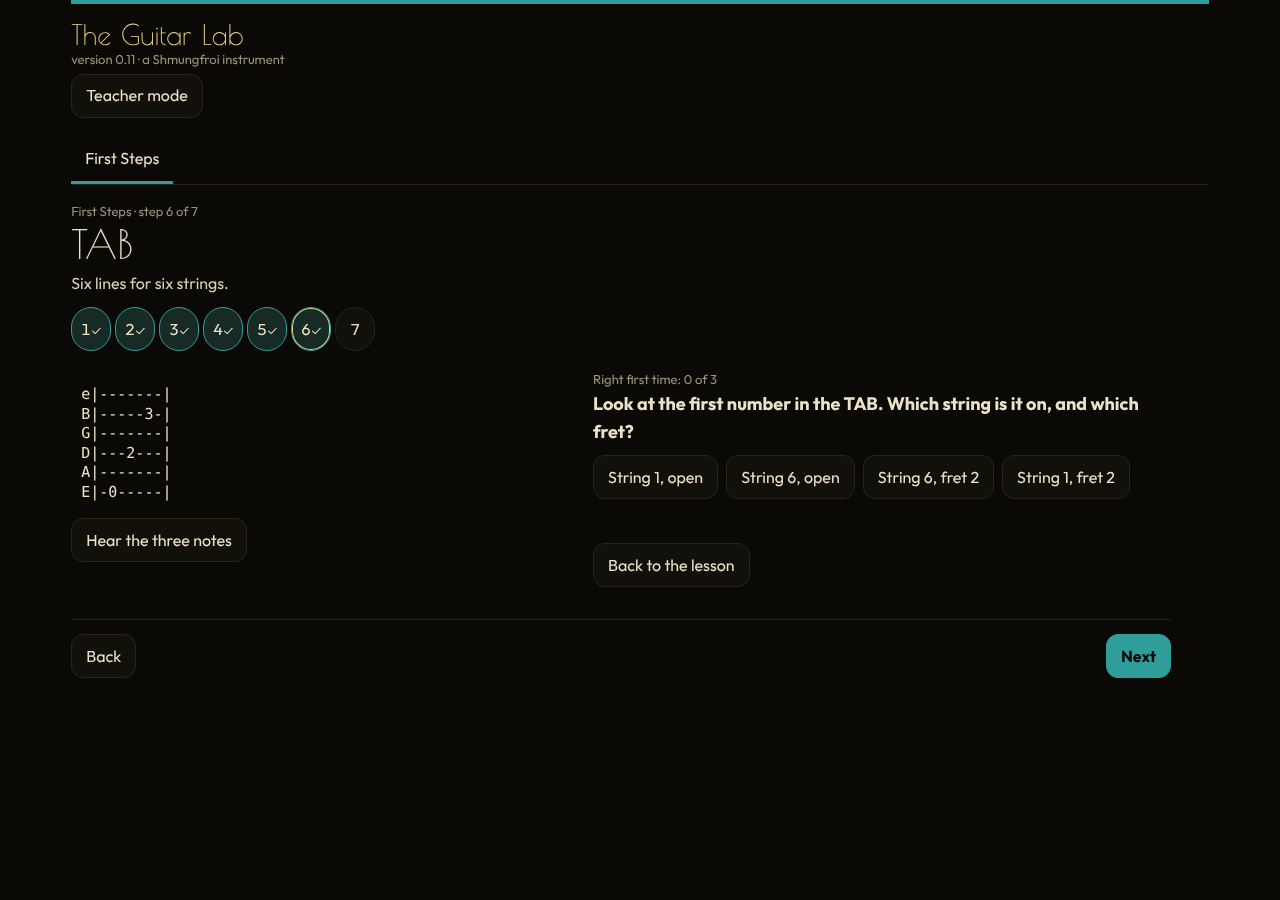 The Guitar Lab
version 0.11 · a Shmungfroi instrument
Teacher mode
First Steps
First Steps · step 6 of 7
TAB
Six lines for six strings.
1✓ 2✓ 3✓ 4✓ 5✓ 6✓ 7
e|-------|
B|-----3-|
G|-------|
D|---2---|
A|-------|
E|-0-----|
Hear the three notes
Right first time: 0 of 3
Look at the first number in the TAB. Which string is it on, and which
fret?
String 1, open String 6, open String 6, fret 2 String 1, fret 2
Back to the lesson
Back Next